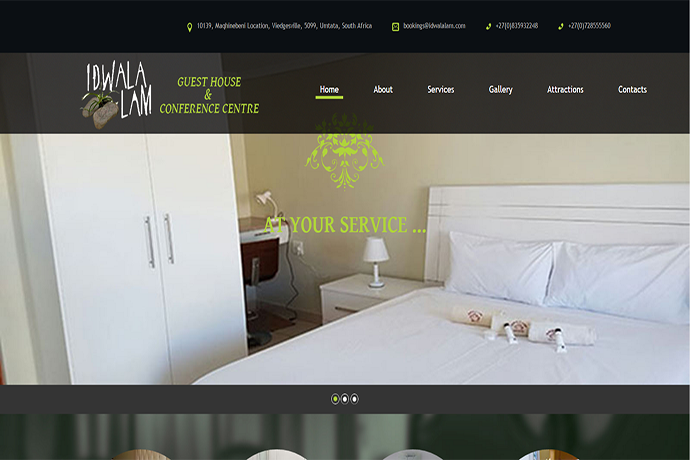 10139, Maqhinebeni Location, Viedgesville, 5099, Umtata, South Africa
bookings@idwalalam.com
+27(0)835932248
+27(0)728555560
IDWALA
LAM
GUEST HOUSE
&
CONFERENCE CENTRE
Home
About
Services
Gallery
Attractions
Contacts
AT YOUR SERVICE ...